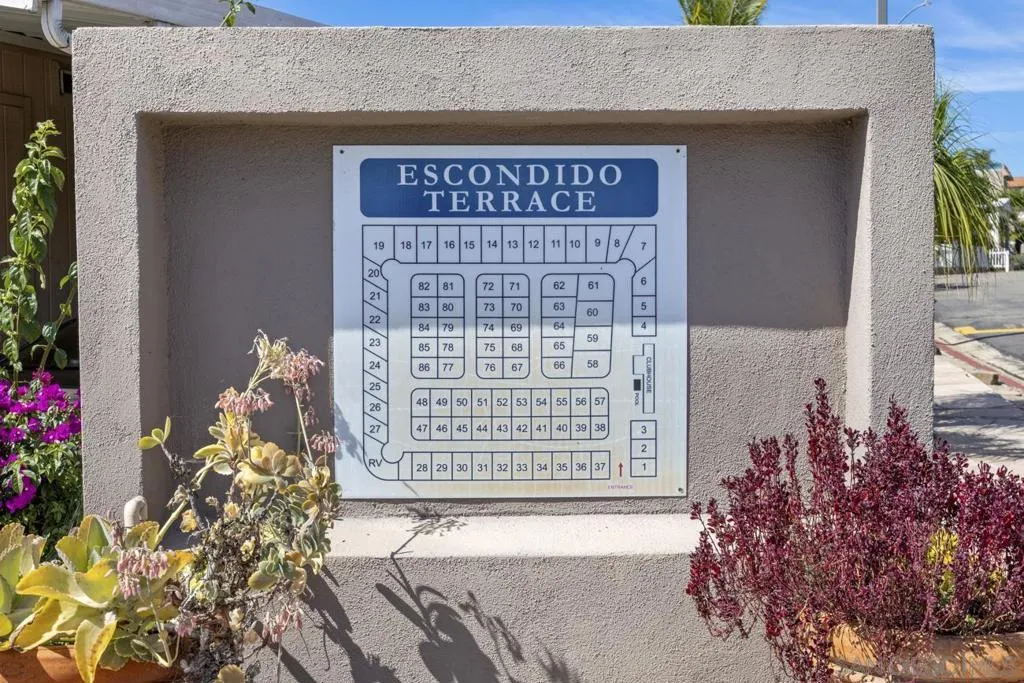 ESCONDIDO
TERRACE
19 18 17 16 15 14 13 12 11 10 9 8 7
20 82 81 72 71 62 61 6
21 83 80 73 70 63 60 5
22 84 79 74 69 64 59 4
23 85 78 75 68 65 58
24 86 77 76 67 66
25
CLUBHOUSE
POOL
26 48 49 50 51 52 53 54 55 56 57
27 47 46 45 44 43 42 41 40 39 38 3
2
RV 28 29 30 31 32 33 34 35 36 37 1
ENTRANCE